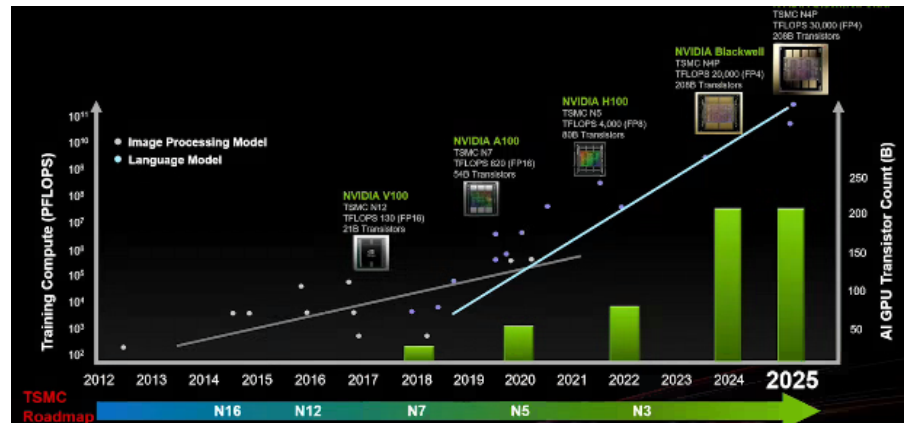 TSMC N4P
TFLOPS 30,000 (FP4)
208B Transistors
NVIDIA Blackwell
TSMC N4P
TFLOPS 20,000 (FP4)
208B Transistors
NVIDIA H100
TSMC N5
TFLOPS 4,000 (FP8)
80B Transistors
NVIDIA A100
TSMC N7
TFLOPS 620 (FP16)
54B Transistors
NVIDIA V100
TSMC N12
TFLOPS 130 (FP16)
21B Transistors
Image Processing Model
Language Model
Training Compute (PFLOPS)
10¹¹
10¹⁰
10⁹
10⁸
10⁷
10⁶
10⁵
10⁴
10³
10²
AI GPU Transistor Count (B)
250
200
150
100
50
2012 2013 2014 2015 2016 2017 2018 2019 2020 2021 2022 2023 2024 2025
TSMC
Roadmap
N16 N12 N7 N5 N3